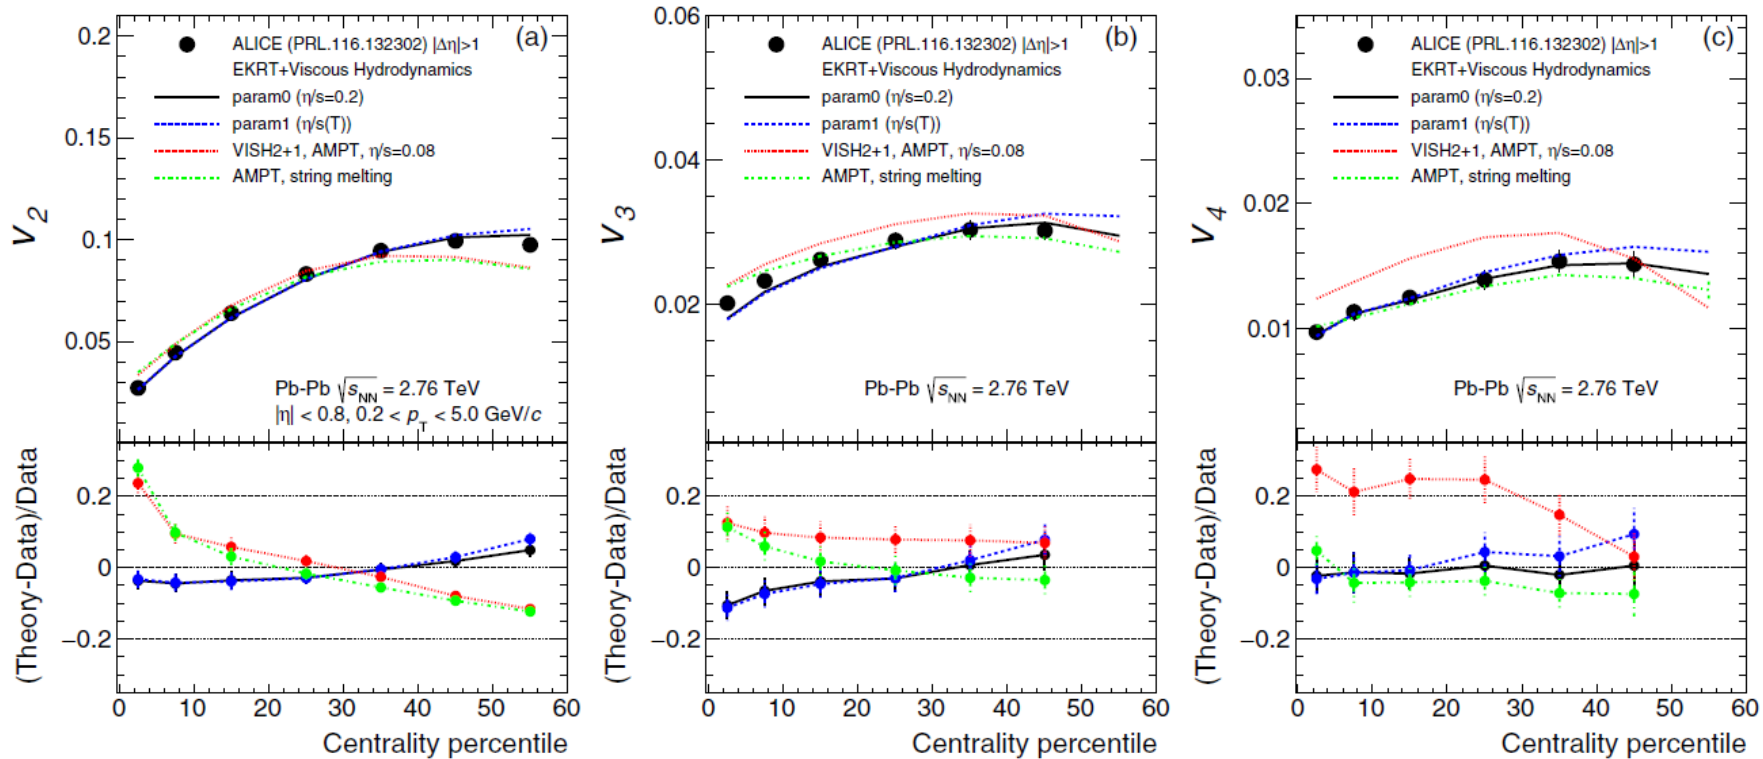 (a)
ALICE (PRL.116.132302) |Δη|>1
EKRT+Viscous Hydrodynamics
param0 (η/s=0.2)
param1 (η/s(T))
VISH2+1, AMPT, η/s=0.08
AMPT, string melting
0.2
0.15
0.1
0.05
v2
Pb-Pb √sNN = 2.76 TeV
|η| < 0.8, 0.2 < pT < 5.0 GeV/c
(Theory-Data)/Data
0.2
0
−0.2
0 10 20 30 40 50 60
Centrality percentile
(b)
ALICE (PRL.116.132302) |Δη|>1
EKRT+Viscous Hydrodynamics
param0 (η/s=0.2)
param1 (η/s(T))
VISH2+1, AMPT, η/s=0.08
AMPT, string melting
0.06
0.04
0.02
v3
Pb-Pb √sNN = 2.76 TeV
(Theory-Data)/Data
0.2
0
−0.2
0 10 20 30 40 50 60
Centrality percentile
(c)
ALICE (PRL.116.132302) |Δη|>1
EKRT+Viscous Hydrodynamics
param0 (η/s=0.2)
param1 (η/s(T))
VISH2+1, AMPT, η/s=0.08
AMPT, string melting
0.03
0.02
0.01
v4
Pb-Pb √sNN = 2.76 TeV
(Theory-Data)/Data
0.2
0
−0.2
0 10 20 30 40 50 60
Centrality percentile